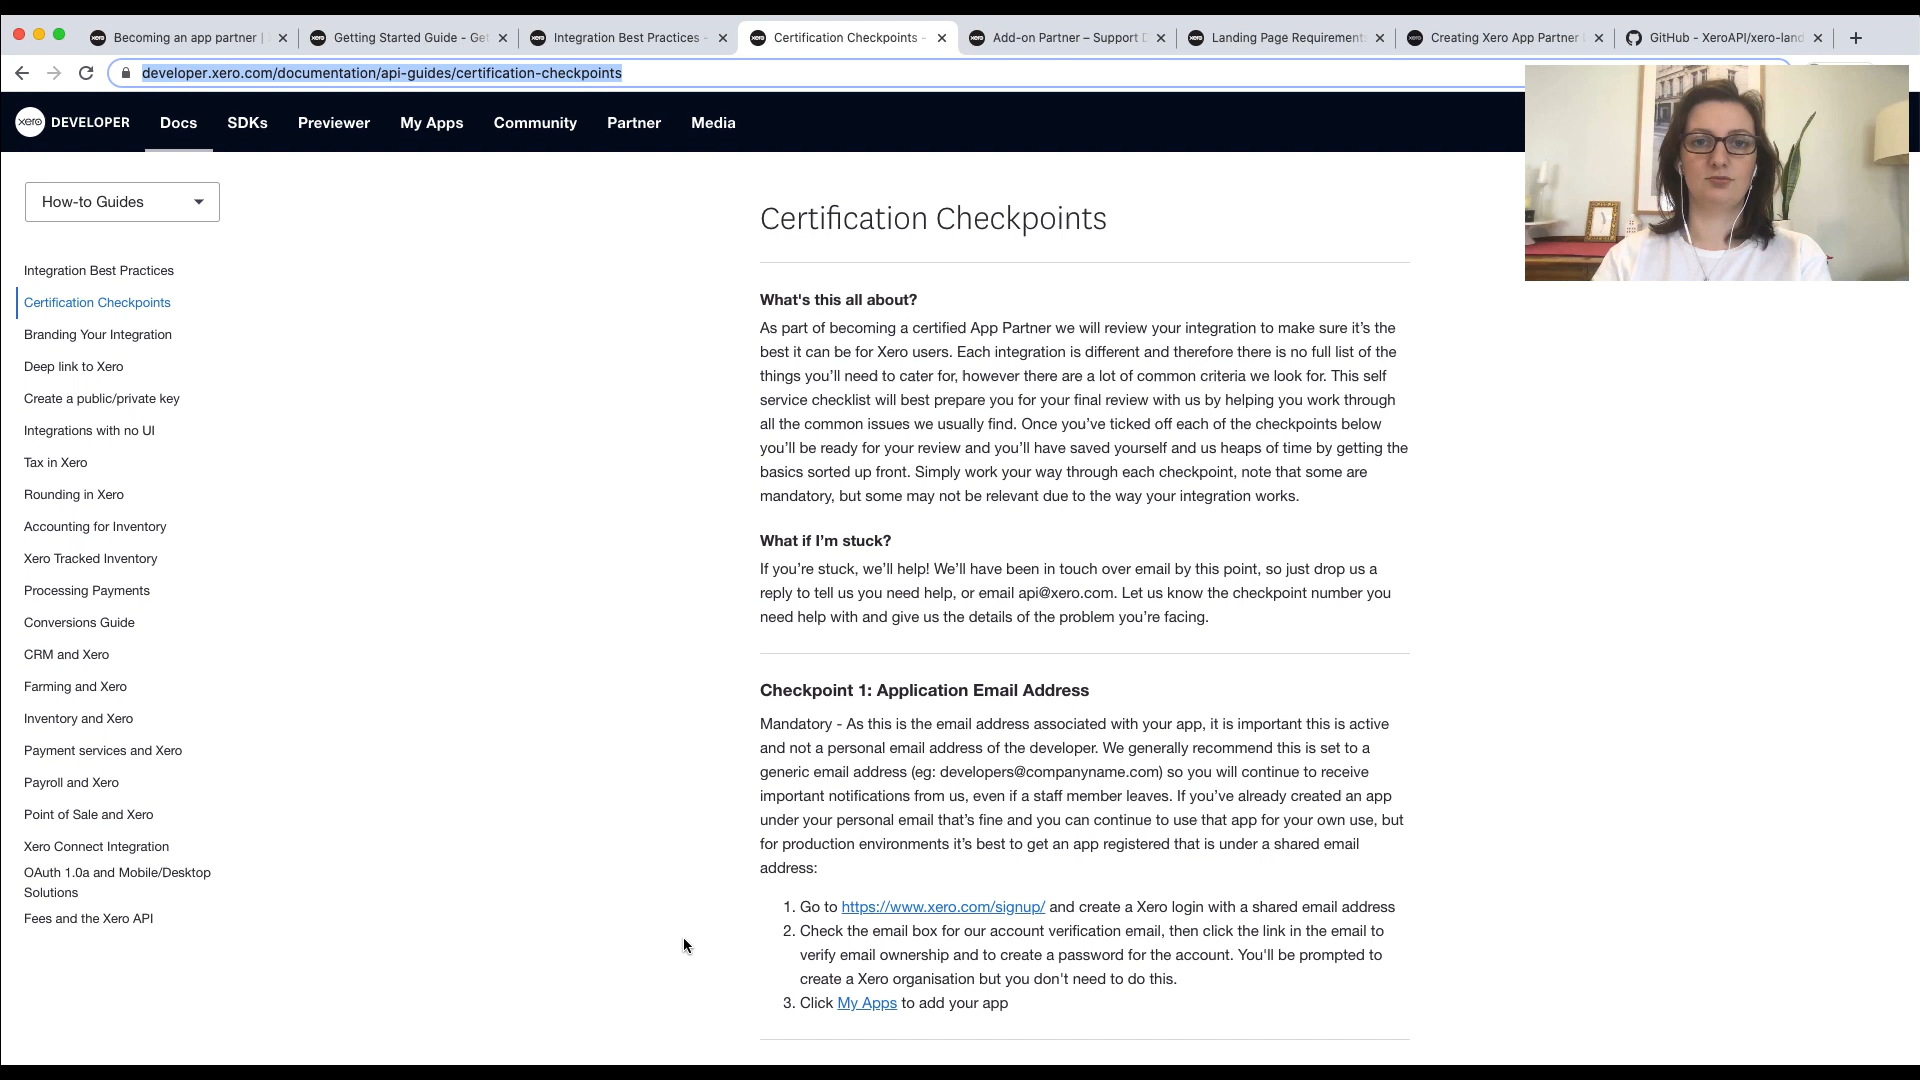 Becoming an app partner |
Getting Started Guide - Get
Integration Best Practices -
Certification Checkpoints -
Add-on Partner – Support D
Landing Page Requirements
Creating Xero App Partner L
GitHub - XeroAPI/xero-land
developer.xero.com/documentation/api-guides/certification-checkpoints
xero DEVELOPER
Docs
SDKs
Previewer
My Apps
Community
Partner
Media
How-to Guides
Integration Best Practices
Certification Checkpoints
Branding Your Integration
Deep link to Xero
Create a public/private key
Integrations with no UI
Tax in Xero
Rounding in Xero
Accounting for Inventory
Xero Tracked Inventory
Processing Payments
Conversions Guide
CRM and Xero
Farming and Xero
Inventory and Xero
Payment services and Xero
Payroll and Xero
Point of Sale and Xero
Xero Connect Integration
OAuth 1.0a and Mobile/Desktop
Solutions
Fees and the Xero API
Certification Checkpoints
What's this all about?
As part of becoming a certified App Partner we will review your integration to make sure it’s the
best it can be for Xero users. Each integration is different and therefore there is no full list of the
things you’ll need to cater for, however there are a lot of common criteria we look for. This self
service checklist will best prepare you for your final review with us by helping you work through
all the common issues we usually find. Once you’ve ticked off each of the checkpoints below
you’ll be ready for your review and you’ll have saved yourself and us heaps of time by getting the
basics sorted up front. Simply work your way through each checkpoint, note that some are
mandatory, but some may not be relevant due to the way your integration works.
What if I’m stuck?
If you’re stuck, we’ll help! We’ll have been in touch over email by this point, so just drop us a
reply to tell us you need help, or email api@xero.com. Let us know the checkpoint number you
need help with and give us the details of the problem you’re facing.
Checkpoint 1: Application Email Address
Mandatory - As this is the email address associated with your app, it is important this is active
and not a personal email address of the developer. We generally recommend this is set to a
generic email address (eg: developers@companyname.com) so you will continue to receive
important notifications from us, even if a staff member leaves. If you’ve already created an app
under your personal email that’s fine and you can continue to use that app for your own use, but
for production environments it’s best to get an app registered that is under a shared email
address:
1. Go to https://www.xero.com/signup/ and create a Xero login with a shared email address
2. Check the email box for our account verification email, then click the link in the email to
verify email ownership and to create a password for the account. You'll be prompted to
create a Xero organisation but you don't need to do this.
3. Click My Apps to add your app